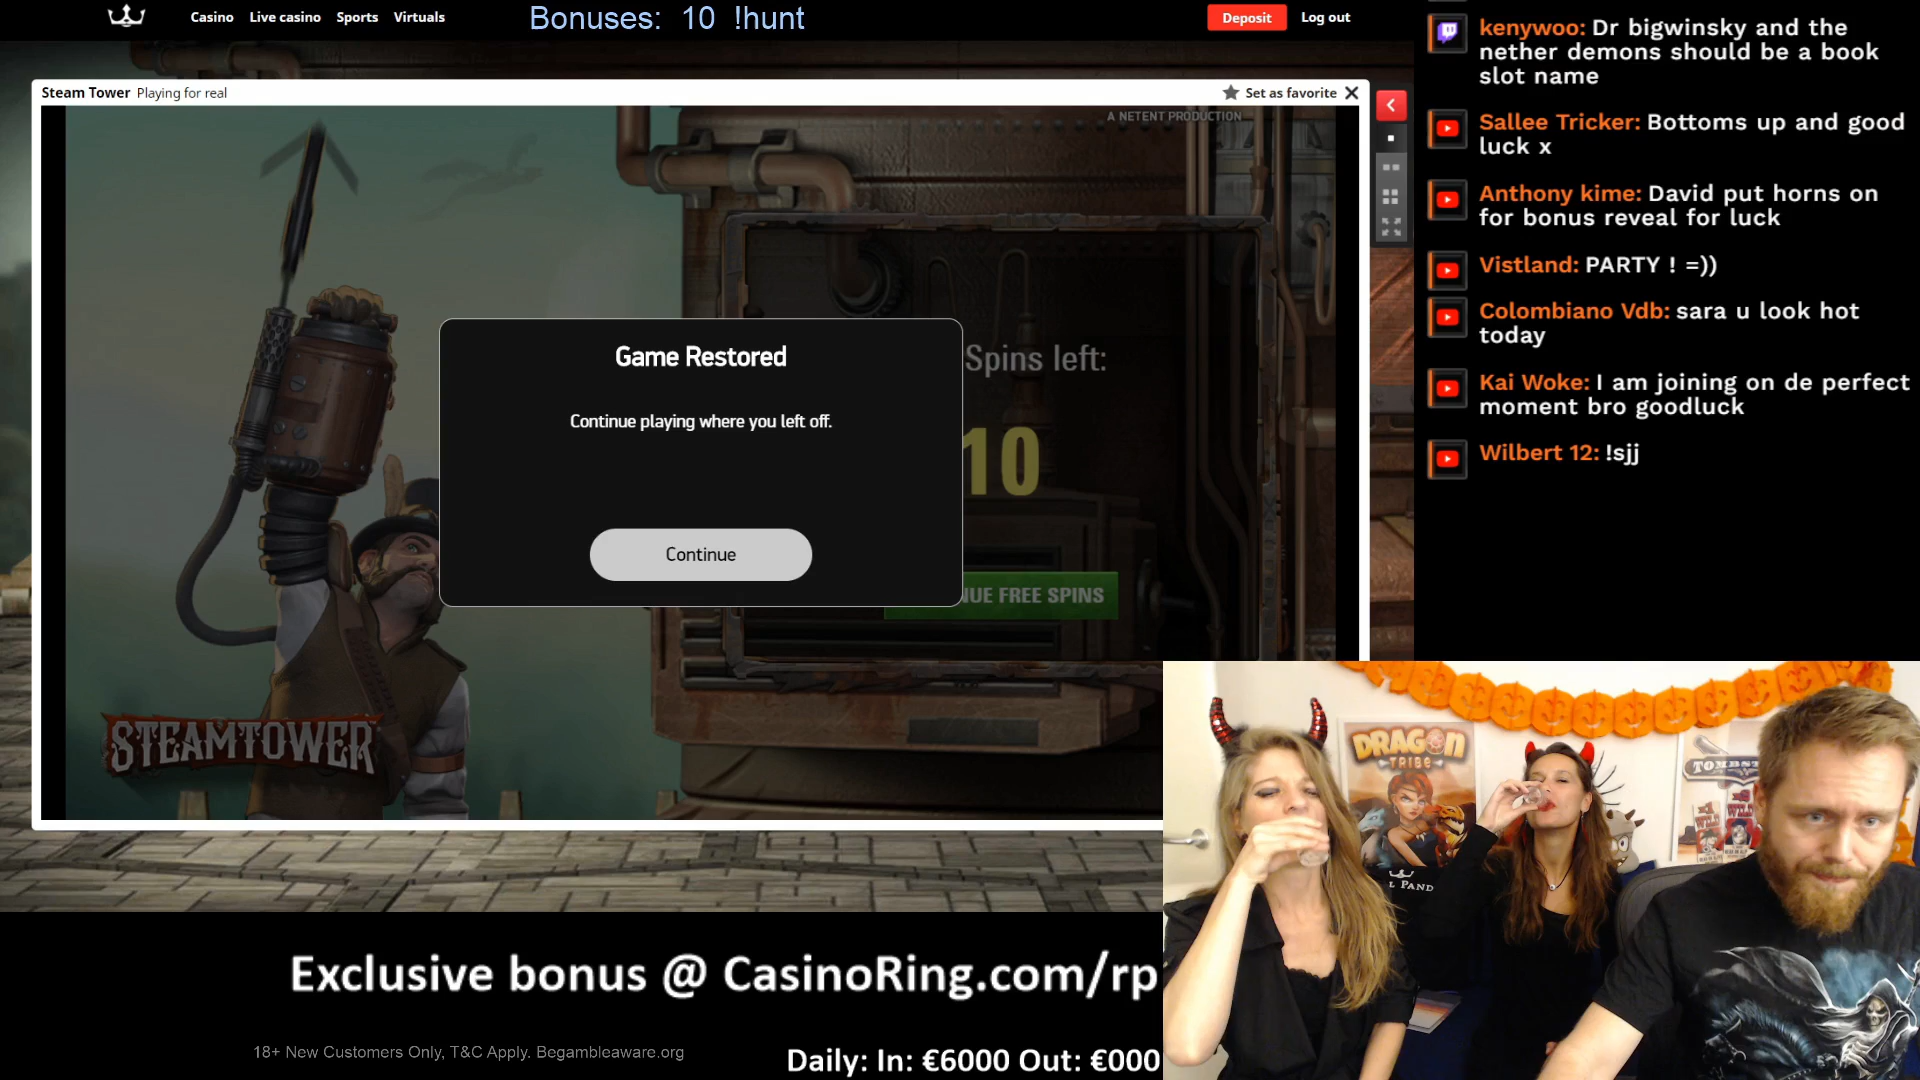 Casino Live casino Sports Virtuals
Bonuses: 10 !hunt
Deposit Log out
Steam Tower Playing for real
Set as favorite
A NETENT PRODUCTION
Game Restored
Continue playing where you left off.
Continue
Spins left:
10
NUE FREE SPINS
STEAMTOWER
kenywoo: Dr bigwinsky and the
nether demons should be a book
slot name
Sallee Tricker: Bottoms up and good
luck x
Anthony kime: David put horns on
for bonus reveal for luck
Vistland: PARTY ! =))
Colombiano Vdb: sara u look hot
today
Kai Woke: I am joining on de perfect
moment bro goodluck
Wilbert 12: !sjj
DRAGON
TRIBE
PAND
TOMBS
Exclusive bonus @ CasinoRing.com/rp
18+ New Customers Only, T&C Apply. Begambleaware.org
Daily: In: €6000 Out: €000